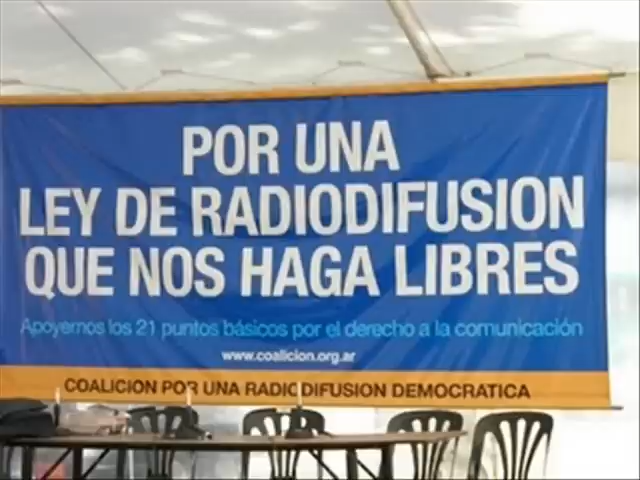 POR UNA
LEY DE RADIODIFUSION
QUE NOS HAGA LIBRES
Apoyemos los 21 puntos básicos por el derecho a la comunicación
www.coalicion.org.ar
COALICION POR UNA RADIODIFUSION DEMOCRATICA